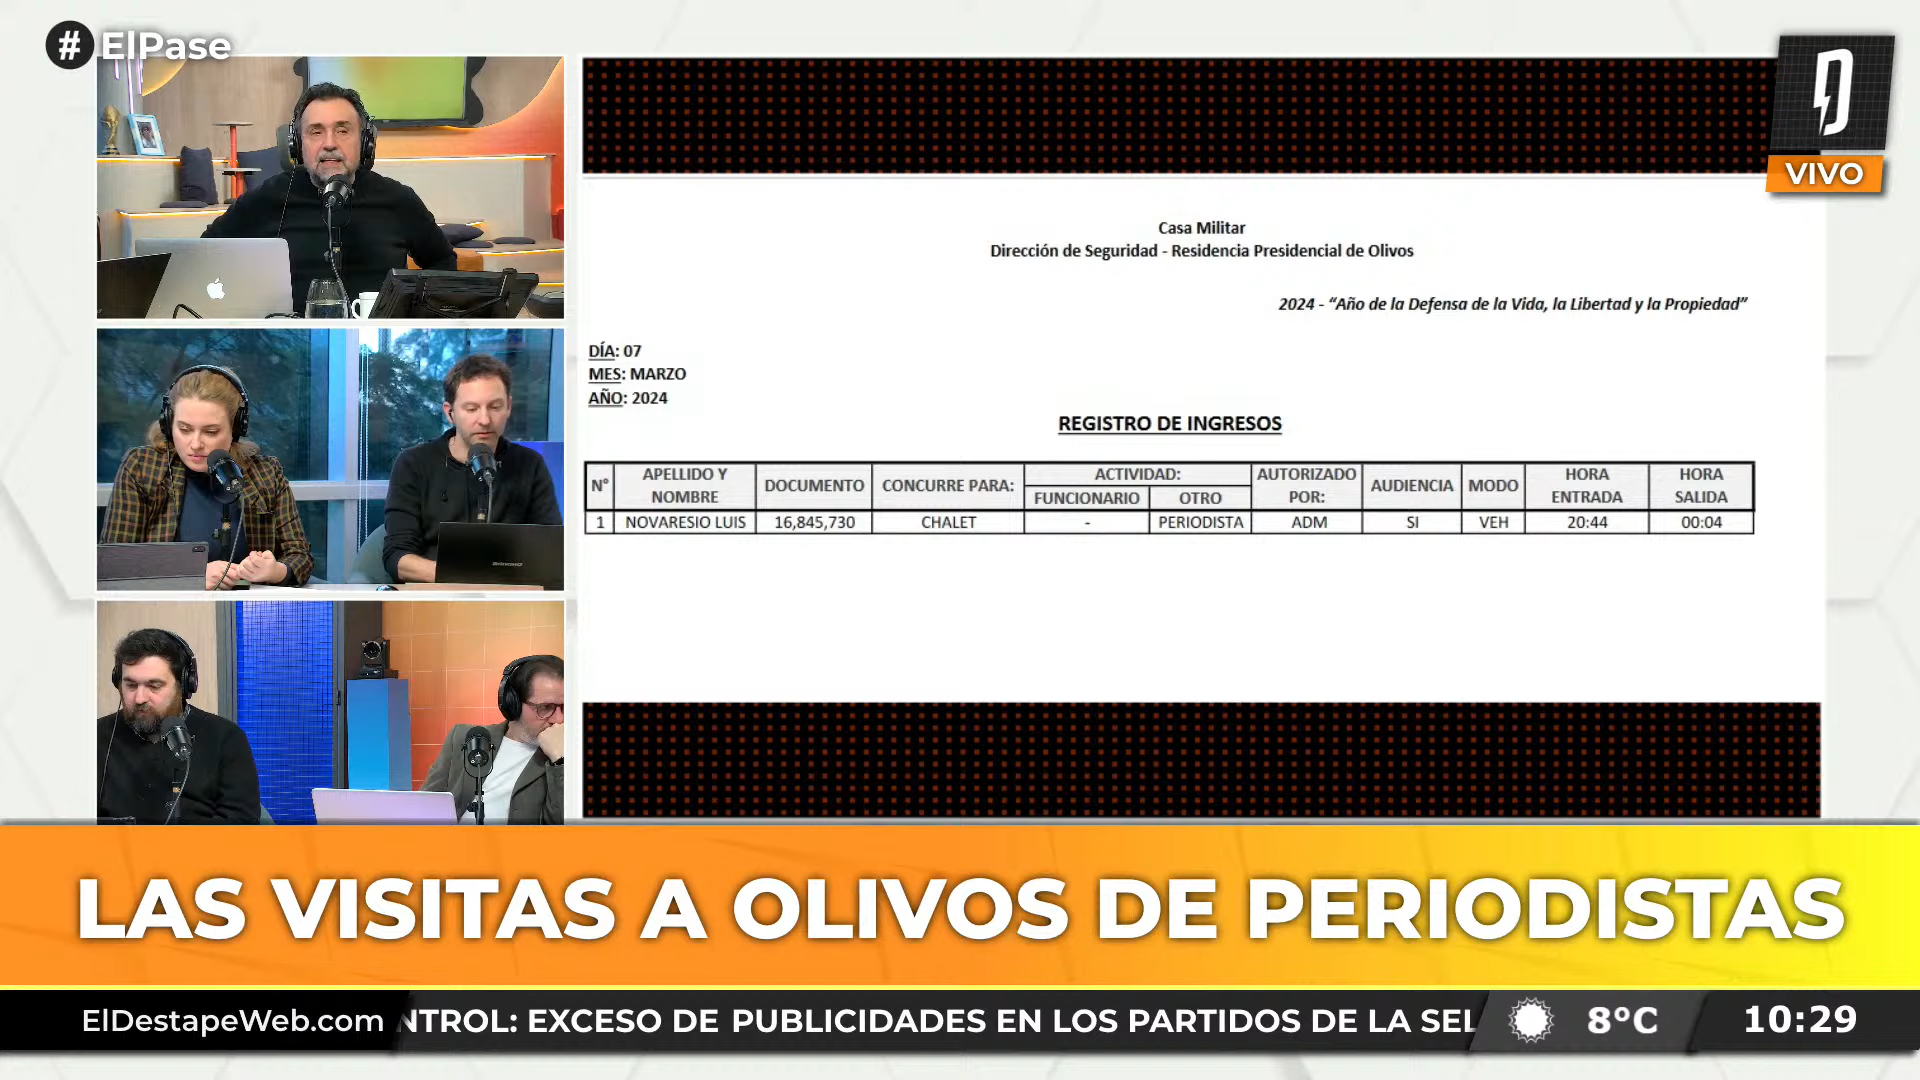 #ElPase
VIVO
Casa Militar
Dirección de Seguridad - Residencia Presidencial de Olivos
2024 - “Año de la Defensa de la Vida, la Libertad y la Propiedad”
DÍA: 07
MES: MARZO
AÑO: 2024
REGISTRO DE INGRESOS
N° APELLIDO Y NOMBRE DOCUMENTO CONCURRE PARA: ACTIVIDAD: FUNCIONARIO OTRO AUTORIZADO POR: AUDIENCIA MODO HORA ENTRADA HORA SALIDA
1 NOVARESIO LUIS 16,845,730 CHALET - PERIODISTA ADM SI VEH 20:44 00:04
LAS VISITAS A OLIVOS DE PERIODISTAS
ElDestapeWeb.com NTROL: EXCESO DE PUBLICIDADES EN LOS PARTIDOS DE LA SEL 8°C 10:29